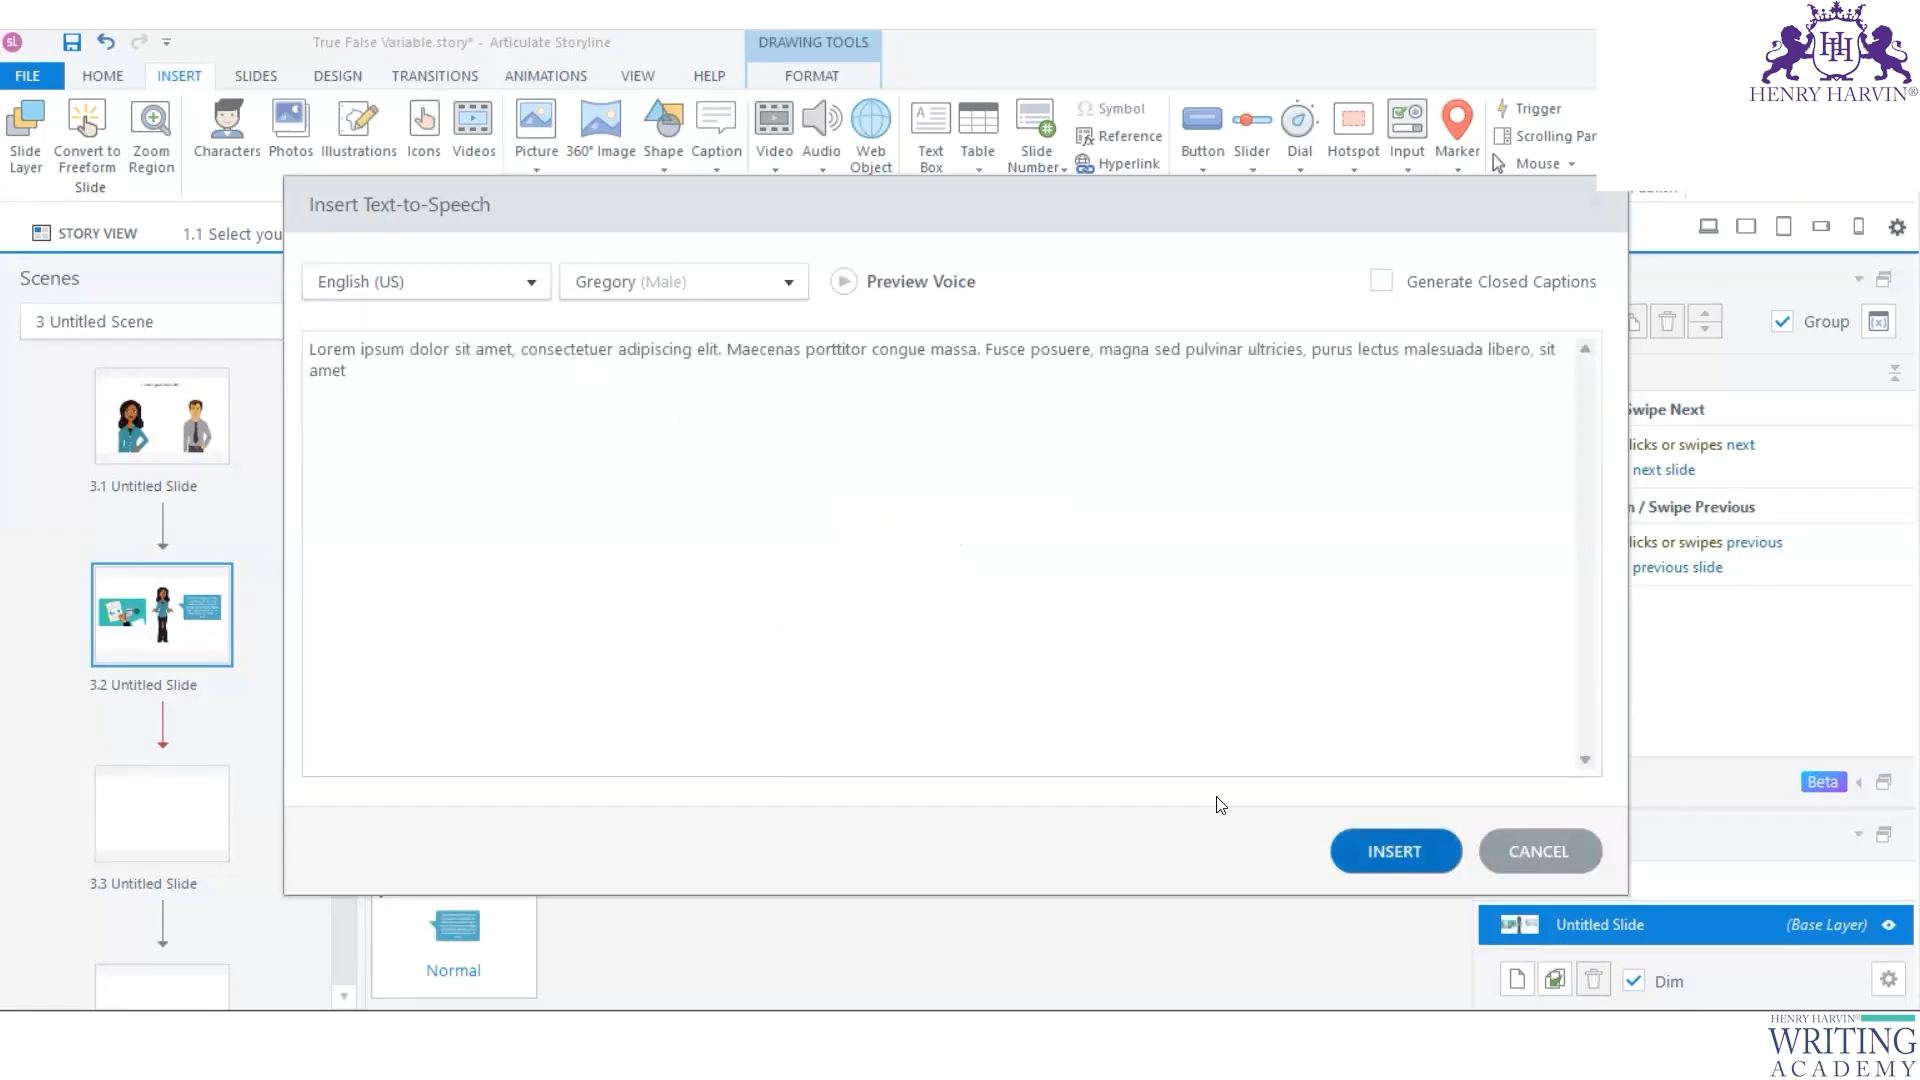 True False Variable.story* - Articulate Storyline
DRAWING TOOLS
FILE HOME INSERT SLIDES DESIGN TRANSITIONS ANIMATIONS VIEW HELP FORMAT
Slide Layer
Convert to Freeform
Zoom Region
Slide
Characters Photos Illustrations Icons Videos
Picture 360° Image Shape Caption
Video Audio Web Object
Text Box
Table
Slide Number
Symbol
Reference
Hyperlink
Button Slider Dial Hotspot Input Marker
Trigger
Scrolling Par
Mouse
HENRY HARVIN®
STORY VIEW
1.1 Select you
Scenes
3 Untitled Scene
3.1 Untitled Slide
3.2 Untitled Slide
3.3 Untitled Slide
Insert Text-to-Speech
English (US)
Gregory (Male)
Preview Voice
Generate Closed Captions
Lorem ipsum dolor sit amet, consectetuer adipiscing elit. Maecenas porttitor congue massa. Fusce posuere, magna sed pulvinar ultricies, purus lectus malesuada libero, sit
amet
INSERT
CANCEL
Normal
Group
Swipe Next
licks or swipes next
next slide
n / Swipe Previous
licks or swipes previous
previous slide
Beta
Untitled Slide (Base Layer)
Dim
HENRY HARVIN®
WRITING
ACADEMY